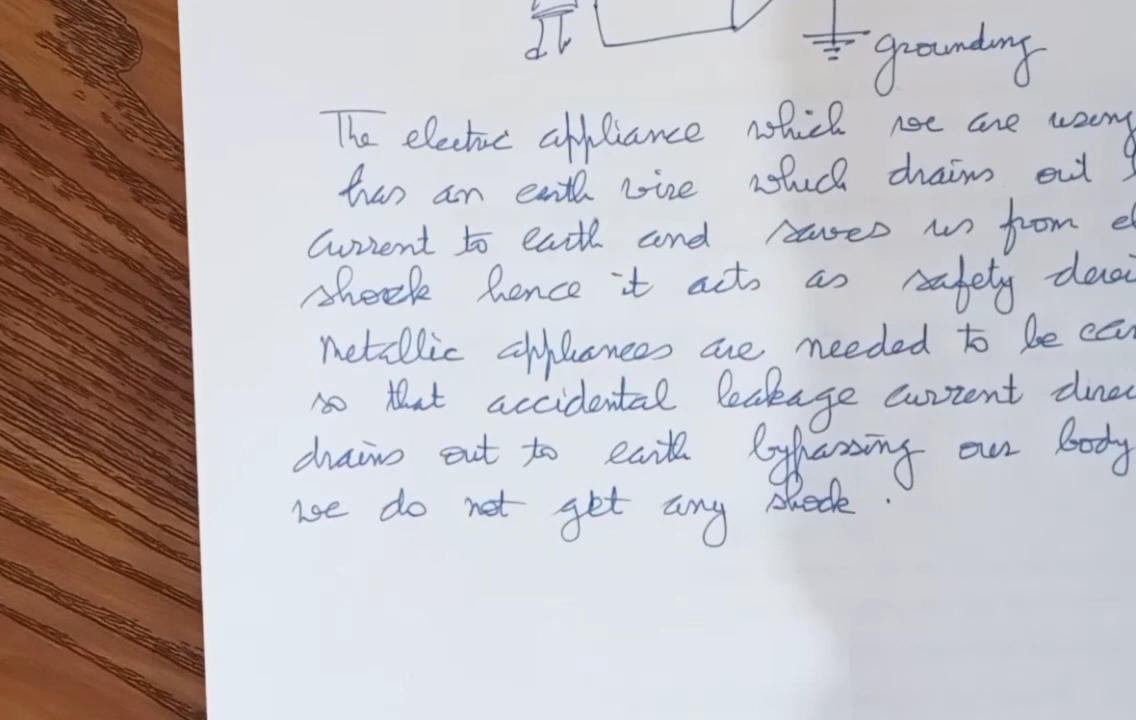 grounding
The electric appliance which we are using
has an earth wire which drains out
current to earth and saves us from
shock hence it acts as safety
Metallic appliances are needed to be
so that accidental leakage current
drains out to earth bypassing our body
we do not get any shock .